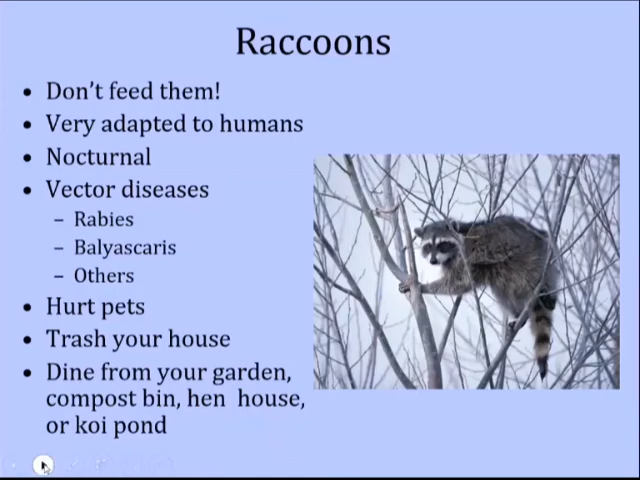 Raccoons
• Don't feed them!
• Very adapted to humans
• Nocturnal
• Vector diseases
– Rabies
– Balyascaris
– Others
• Hurt pets
• Trash your house
• Dine from your garden,
compost bin, hen house,
or koi pond